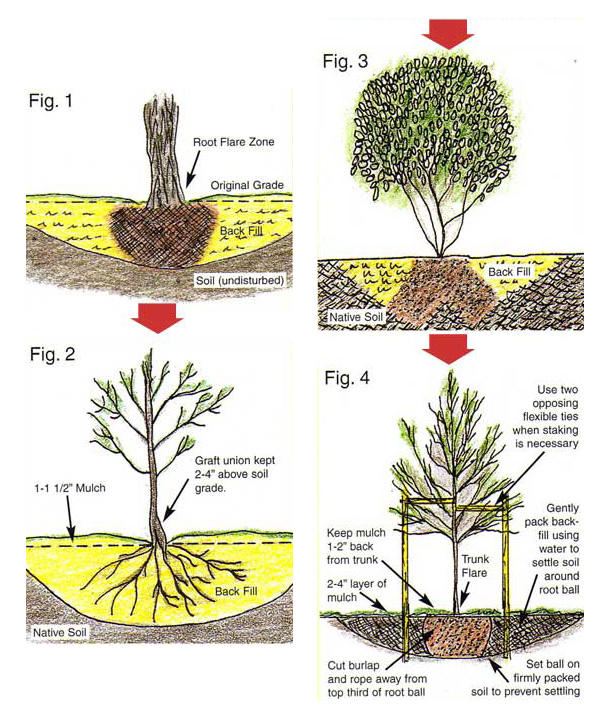 Fig. 1
Root Flare Zone
Original Grade
Back Fill
Soil (undisturbed)
Fig. 2
Graft union kept
2-4" above soil
grade.
1-1 1/2" Mulch
Back Fill
Native Soil
Fig. 3
Back Fill
Native Soil
Fig. 4
Use two
opposing
flexible ties
when staking
is necessary
Gently
pack back-
fill using
water to
settle soil
around
root ball
Keep mulch
1-2" back
from trunk
Trunk
Flare
2-4" layer of
mulch
Cut burlap
and rope away from
top third of root ball
Set ball on
firmly packed
soil to prevent settling